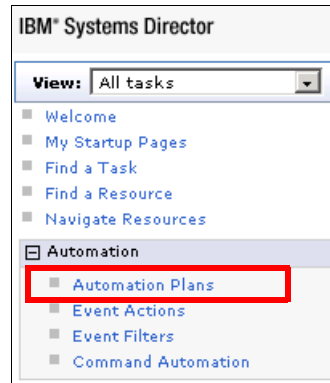 IBM® Systems Director
View: All tasks
Welcome
My Startup Pages
Find a Task
Find a Resource
Navigate Resources
Automation
Automation Plans
Event Actions
Event Filters
Command Automation